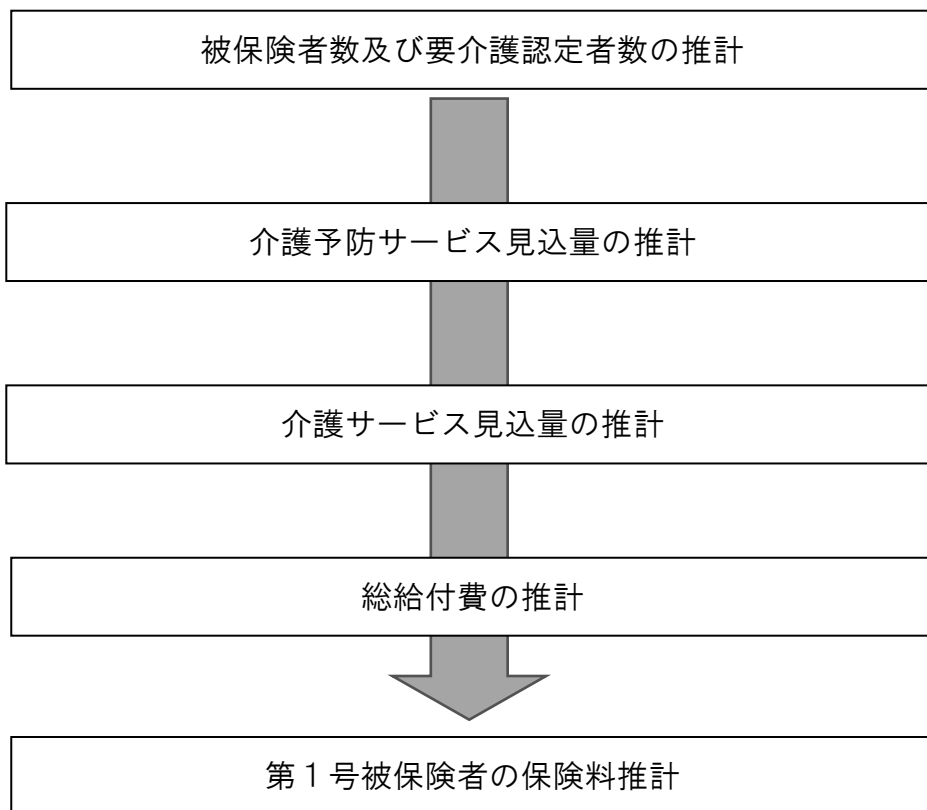 被保険者数及び要介護認定者数の推計
介護予防サービス見込量の推計
介護サービス見込量の推計
総給付費の推計
第１号被保険者の保険料推計